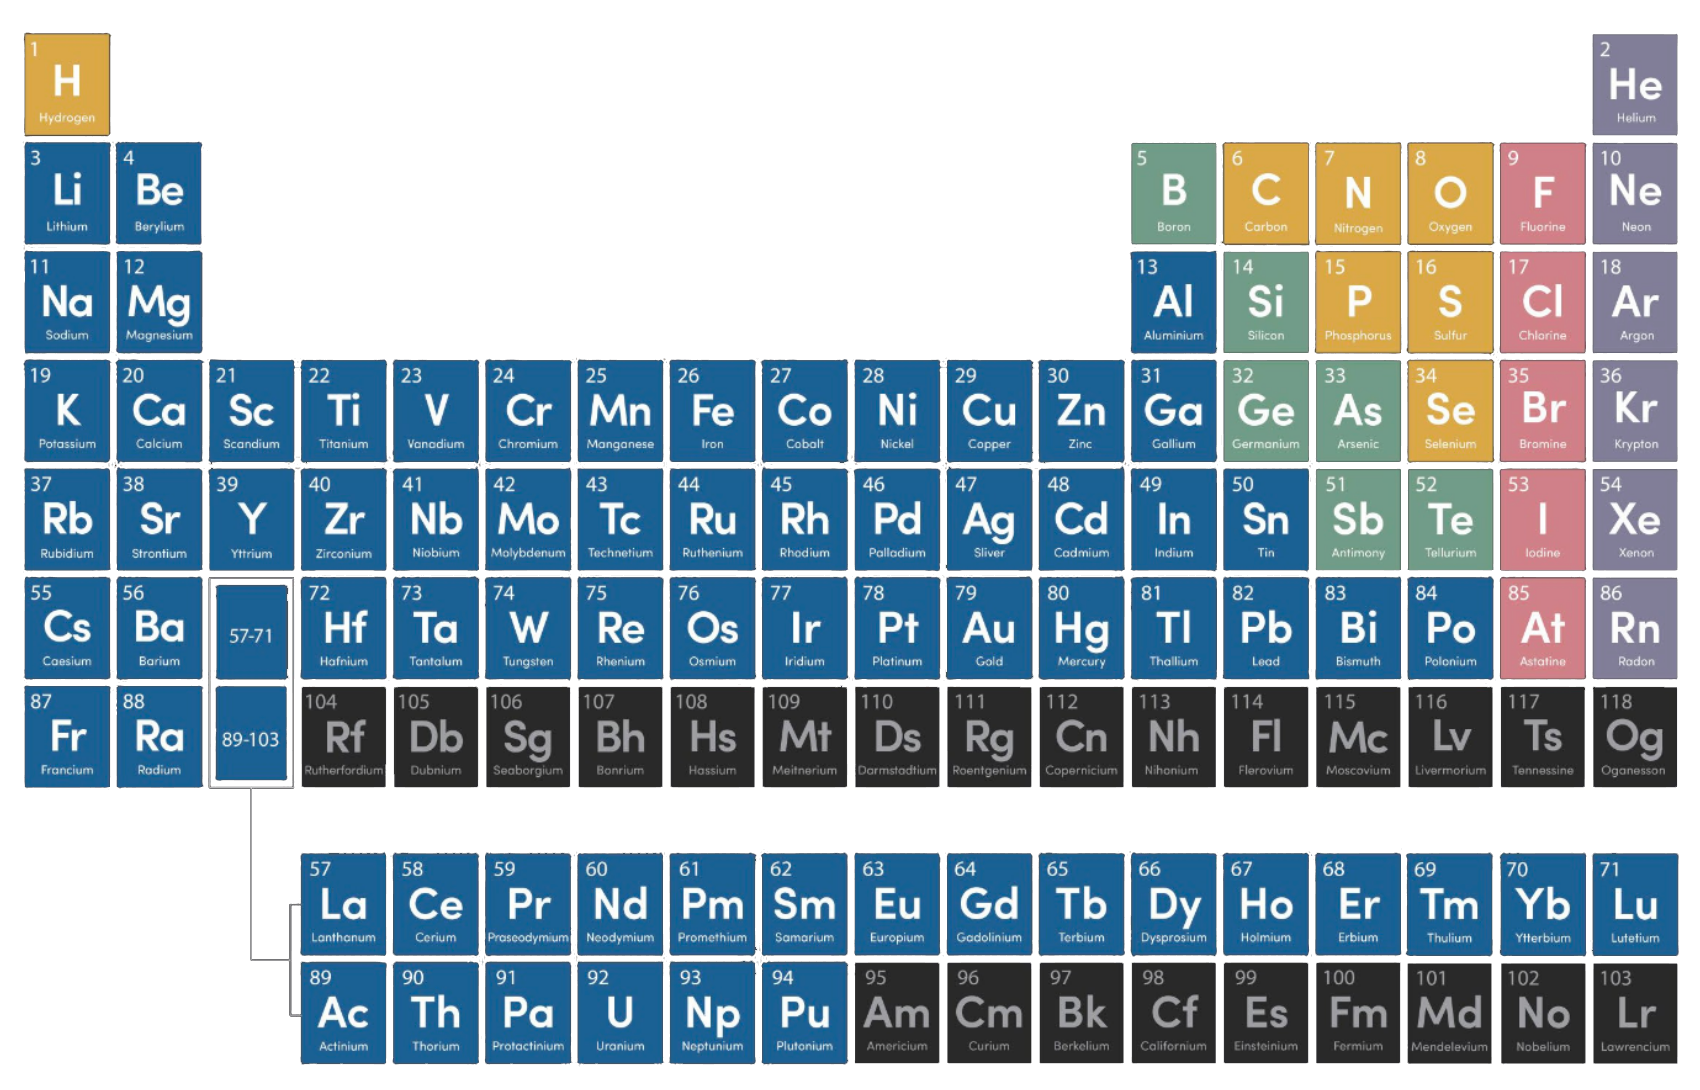 1 2
H He
Hydrogen Helium
3 4 5 6 7 8 9 10
Li Be B C N O F Ne
Lithium Berylium Boron Carbon Nitrogen Oxygen Fluorine Neon
11 12 13 14 15 16 17 18
Na Mg Al Si P S Cl Ar
Sodium Magnesium Aluminium Silicon Phosphorus Sulfur Chlorine Argon
19 20 21 22 23 24 25 26 27 28 29 30 31 32 33 34 35 36
K Ca Sc Ti V Cr Mn Fe Co Ni Cu Zn Ga Ge As Se Br Kr
Potassium Calcium Scandium Titanium Vanadium Chromium Manganese Iron Cobalt Nickel Copper Zinc Gallium Germanium Arsenic Selenium Bromine Krypton
37 38 39 40 41 42 43 44 45 46 47 48 49 50 51 52 53 54
Rb Sr Y Zr Nb Mo Tc Ru Rh Pd Ag Cd In Sn Sb Te I Xe
Rubidium Strontium Yttrium Zirconium Niobium Molybdenum Technetium Ruthenium Rhodium Palladium Sliver Cadmium Indium Tin Antimony Tellurium Iodine Xenon
55 56 72 73 74 75 76 77 78 79 80 81 82 83 84 85 86
Cs Ba 57-71 Hf Ta W Re Os Ir Pt Au Hg Tl Pb Bi Po At Rn
Caesium Barium Hafnium Tantalum Tungsten Rhenium Osmium Iridium Platinum Gold Mercury Thallium Lead Bismuth Polonium Astatine Radon
87 88 104 105 106 107 108 109 110 111 112 113 114 115 116 117 118
Fr Ra 89-103 Rf Db Sg Bh Hs Mt Ds Rg Cn Nh Fl Mc Lv Ts Og
Francium Radium Rutherfordium Dubnium Seaborgium Bonrium Hassium Meitnerium Darmstadtium Roentgenium Copernicium Nihonium Flerovium Moscovium Livermorium Tennessine Oganesson
57 58 59 60 61 62 63 64 65 66 67 68 69 70 71
La Ce Pr Nd Pm Sm Eu Gd Tb Dy Ho Er Tm Yb Lu
Lanthanum Cerium Praseodymium Neodymium Promethium Samarium Europium Gadolinium Terbium Dysprosium Holmium Erbium Thulium Ytterbium Lutetium
89 90 91 92 93 94 95 96 97 98 99 100 101 102 103
Ac Th Pa U Np Pu Am Cm Bk Cf Es Fm Md No Lr
Actinium Thorium Protactinium Uranium Neptunium Plutonium Americium Curium Berkelium Californium Einsteinium Fermium Mendelevium Nobelium Lawrencium